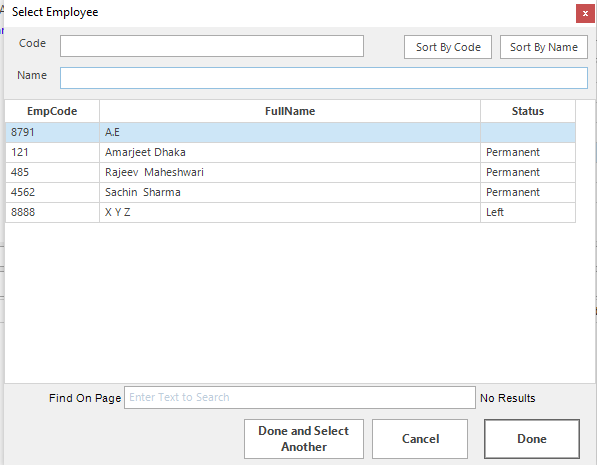 Select Employee
x
Code
Sort By Code
Sort By Name
Name
EmpCode FullName Status
8791 A.E
121 Amarjeet Dhaka Permanent
485 Rajeev Maheshwari Permanent
4562 Sachin Sharma Permanent
8888 X Y Z Left
Find On Page Enter Text to Search No Results
Done and Select
Another
Cancel
Done